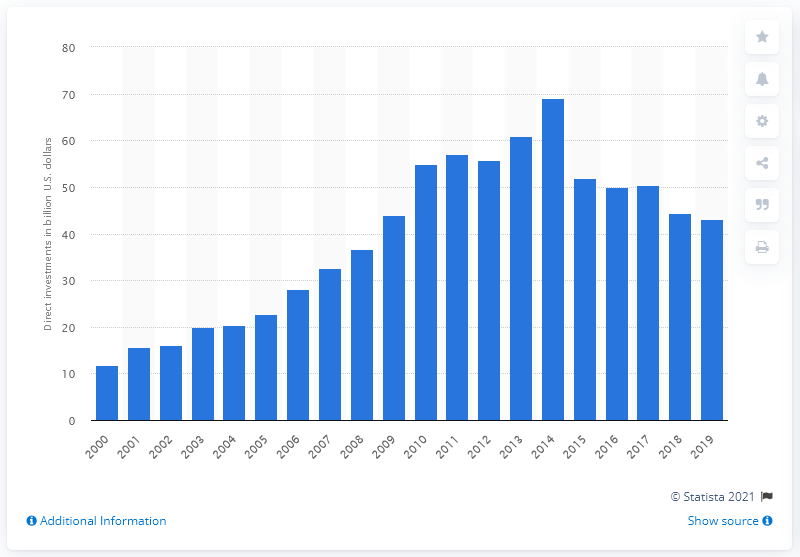 Direct investments in billion U.S. dollars
80
70
60
50
40
30
20
10
0
2000 2001 2002 2003 2004 2005 2006 2007 2008 2009 2010 2011 2012 2013 2014 2015 2016 2017 2018 2019
© Statista 2021
Additional Information Show source